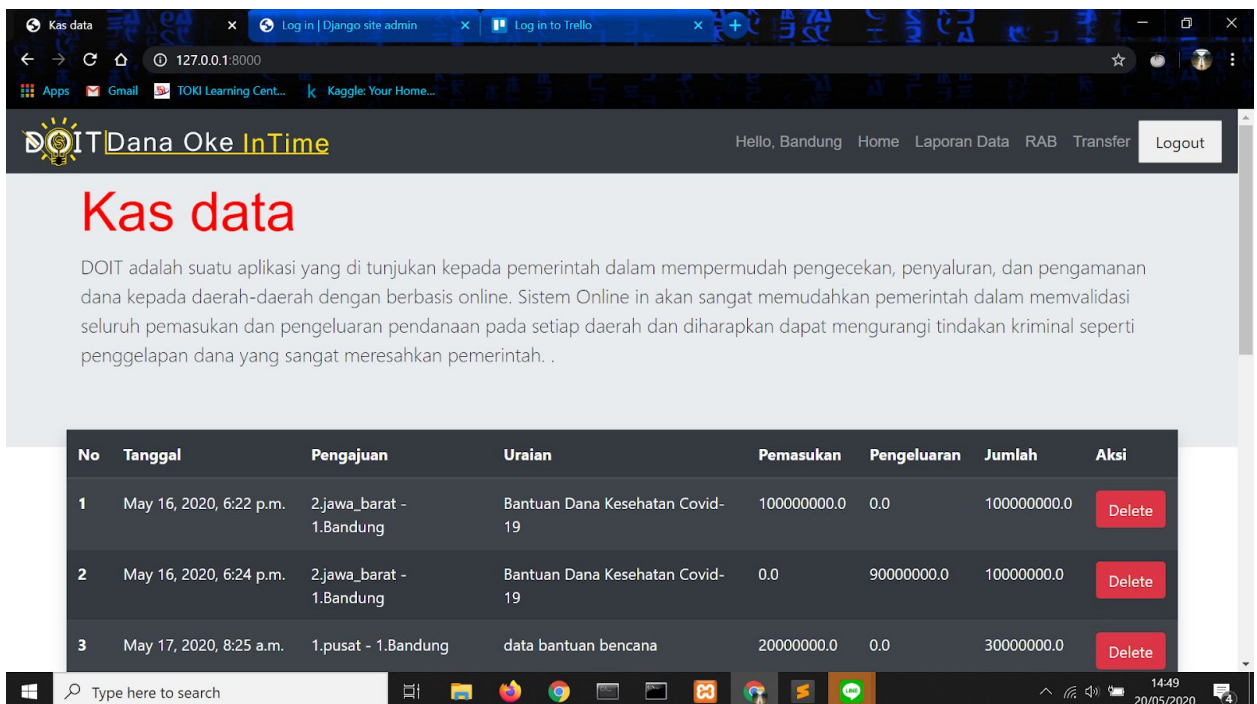 Kas data
Log in | Django site admin
Log in to Trello
127.0.0.1:8000
Apps Gmail TOKI Learning Cent... Kaggle: Your Home...
DOIT Dana Oke InTime
Hello, Bandung Home Laporan Data RAB Transfer Logout
Kas data
DOIT adalah suatu aplikasi yang di tunjukan kepada pemerintah dalam mempermudah pengecekan, penyaluran, dan pengamanan
dana kepada daerah-daerah dengan berbasis online. Sistem Online in akan sangat memudahkan pemerintah dalam memvalidasi
seluruh pemasukan dan pengeluaran pendanaan pada setiap daerah dan diharapkan dapat mengurangi tindakan kriminal seperti
penggelapan dana yang sangat meresahkan pemerintah. .
No Tanggal Pengajuan Uraian Pemasukan Pengeluaran Jumlah Aksi
1 May 16, 2020, 6:22 p.m. 2.jawa_barat - Bantuan Dana Kesehatan Covid- 100000000.0 0.0 100000000.0 Delete
1.Bandung 19
2 May 16, 2020, 6:24 p.m. 2.jawa_barat - Bantuan Dana Kesehatan Covid- 0.0 90000000.0 10000000.0 Delete
1.Bandung 19
3 May 17, 2020, 8:25 a.m. 1.pusat - 1.Bandung data bantuan bencana 20000000.0 0.0 30000000.0 Delete
Type here to search
LINE
14:49
20/05/2020
4